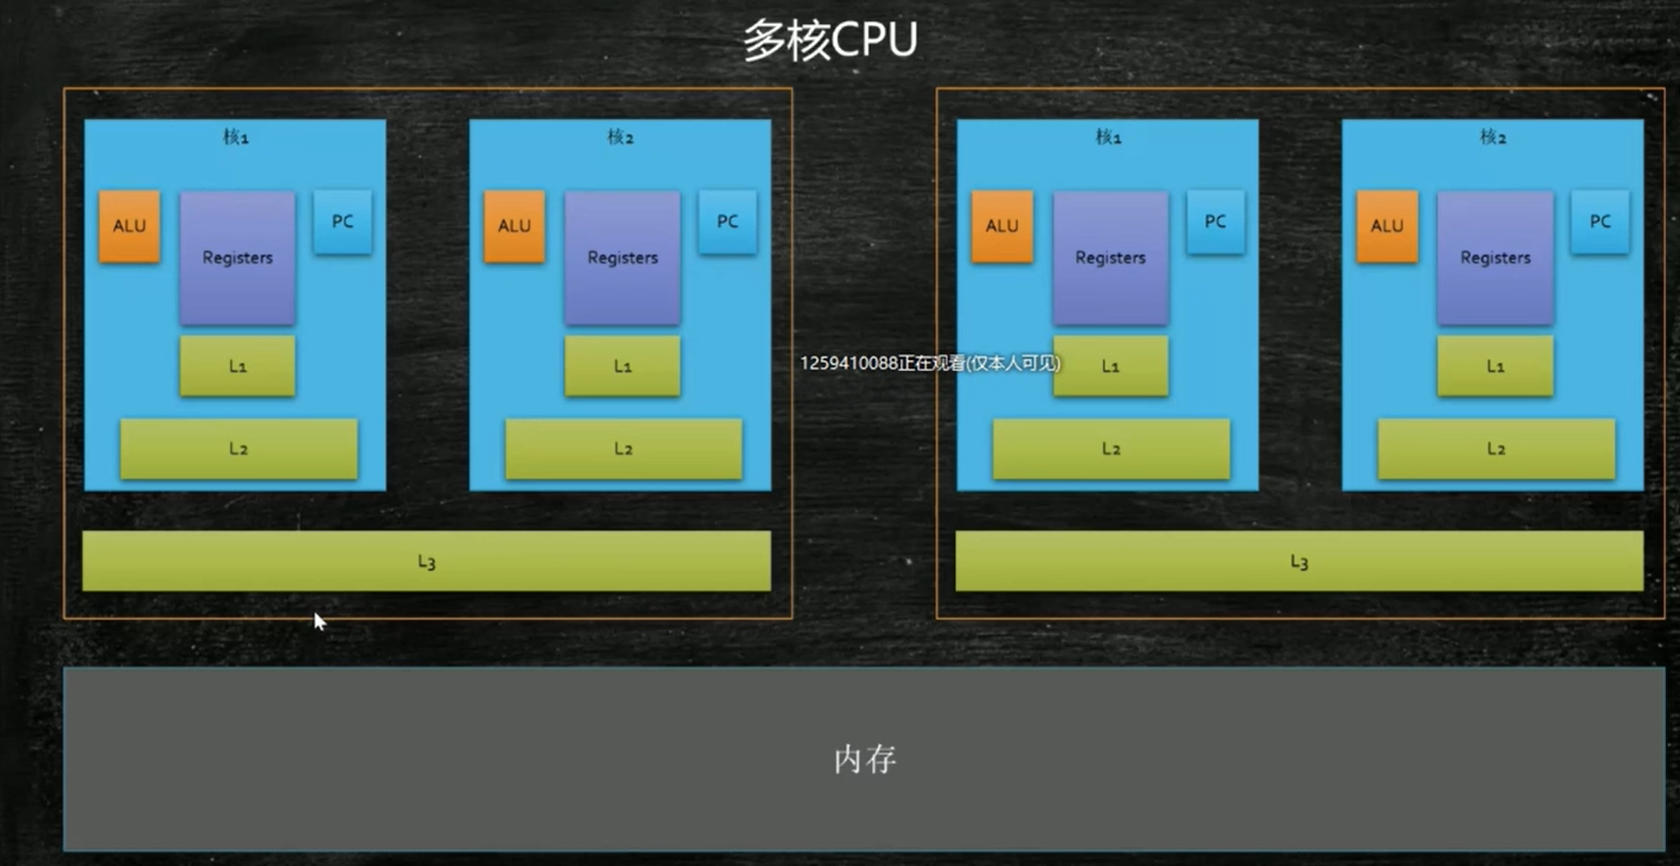 多核CPU
核1
核2
核1
核2
ALU
Registers
PC
ALU
Registers
PC
ALU
Registers
PC
ALU
Registers
PC
L1
L1
1259410088正在观看(仅本人可见)
L1
L1
L2
L2
L2
L2
L3
L3
内存